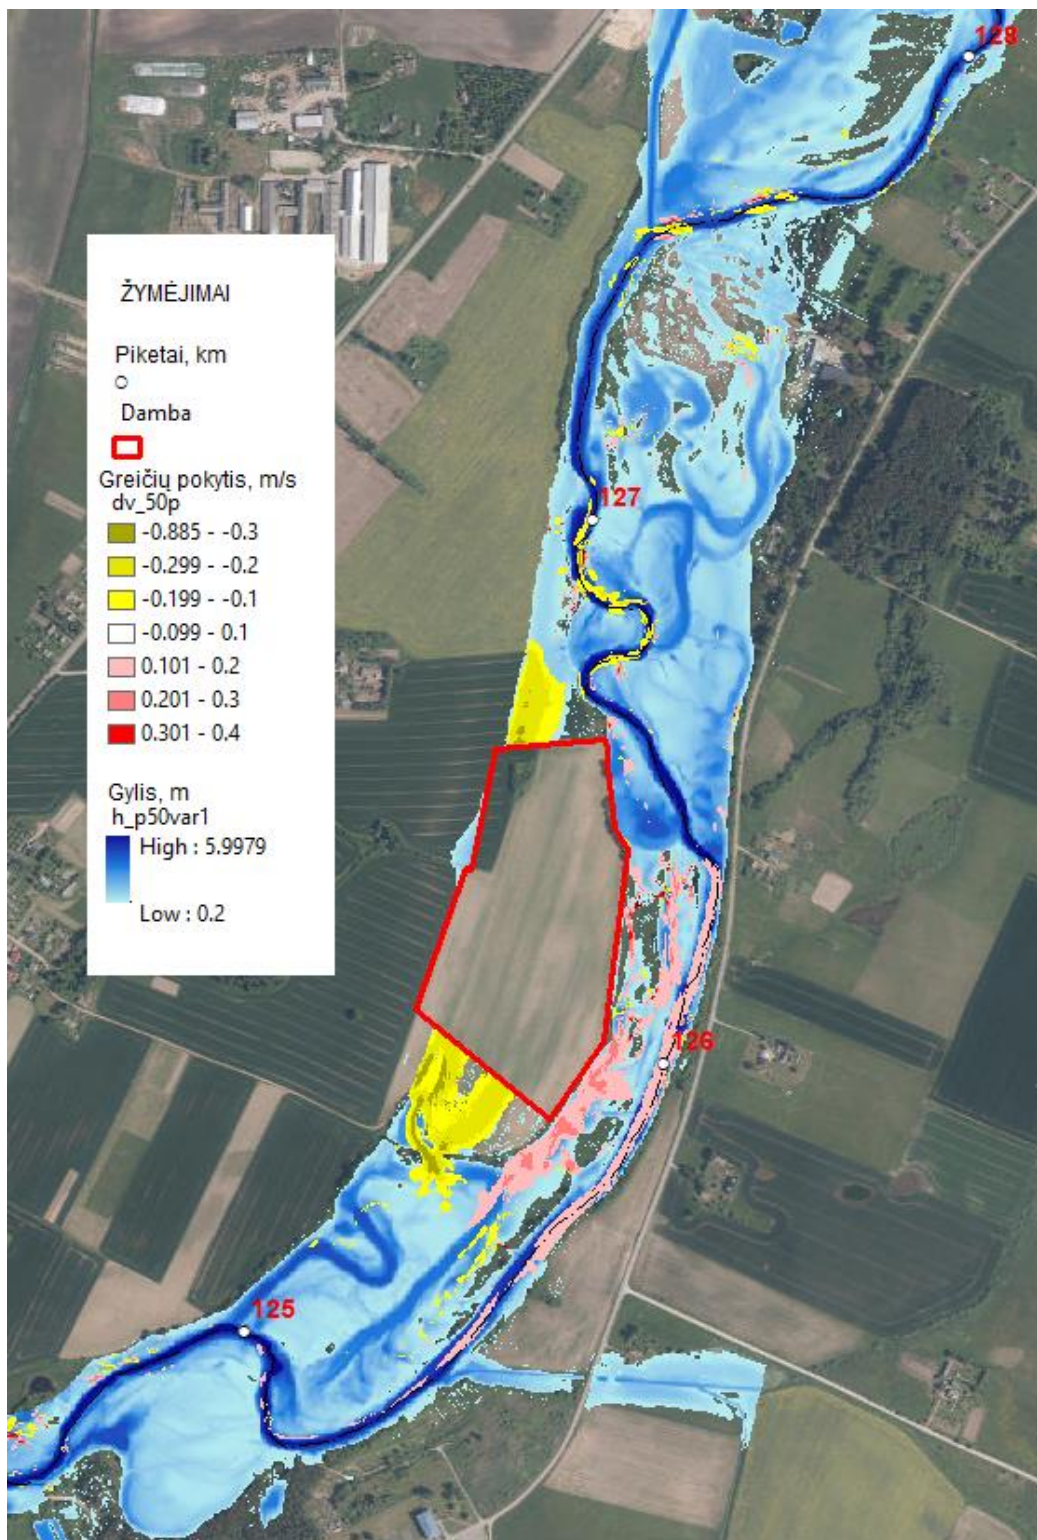 128
ŽYMĖJIMAI
Piketai, km
Damba
Greičių pokytis, m/s
dv_50p
-0.885 - -0.3
-0.299 - -0.2
-0.199 - -0.1
-0.099 - 0.1
0.101 - 0.2
0.201 - 0.3
0.301 - 0.4
Gylis, m
h_p50var1
High : 5.9979
Low : 0.2
127
126
125